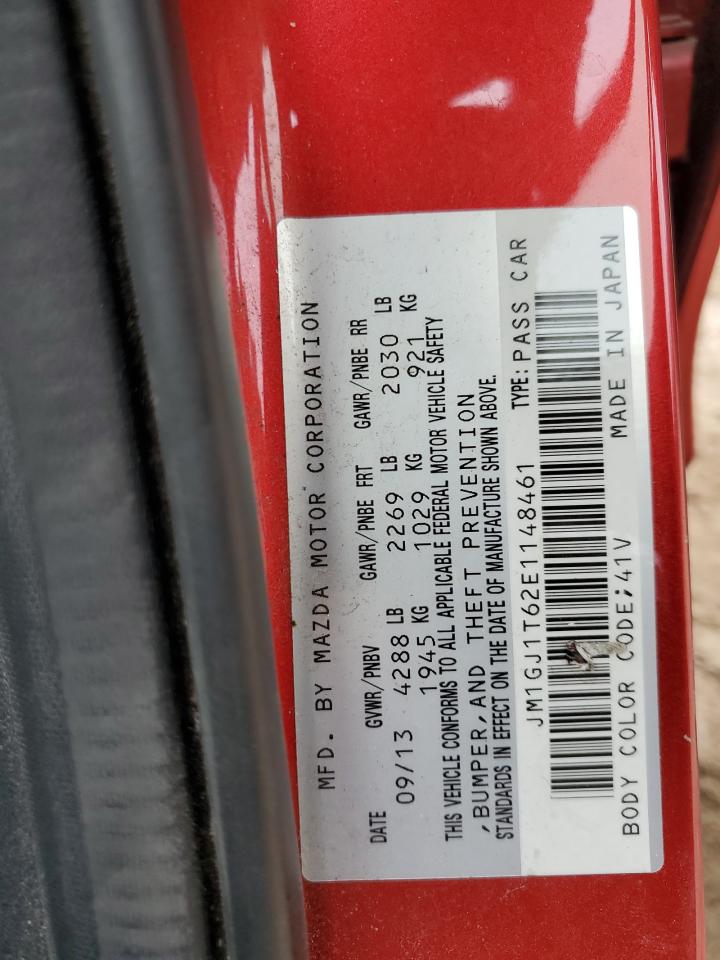 MFD. BY MAZDA MOTOR CORPORATION
DATE GVWR/PNBV GAWR/PNBE FRT GAWR/PNBE RR
09/13 4288 LB 2269 LB 2030 LB
1945 KG 1029 KG 921 KG
THIS VEHICLE CONFORMS TO ALL APPLICABLE FEDERAL MOTOR VEHICLE SAFETY
,BUMPER,AND THEFT PREVENTION
STANDARDS IN EFFECT ON THE DATE OF MANUFACTURE SHOWN ABOVE.
JM1GJ1T62E1148461 TYPE:PASS CAR
BODY COLOR CODE;41V MADE IN JAPAN